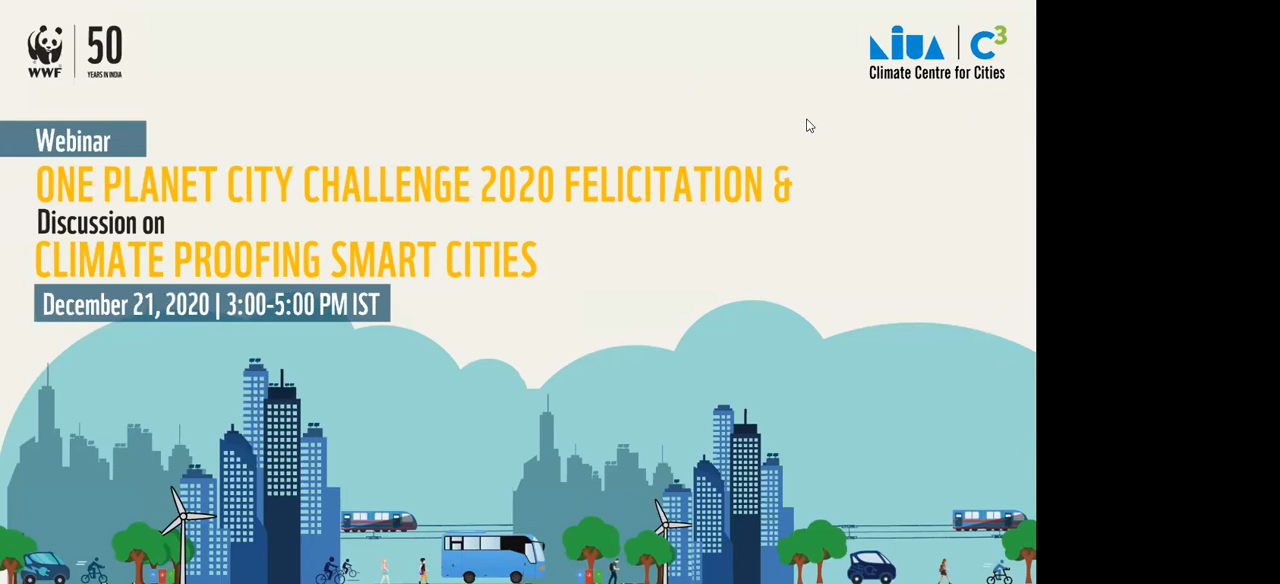 WWF
50
YEARS IN INDIA
NIUA | C³
Climate Centre for Cities
Webinar
ONE PLANET CITY CHALLENGE 2020 FELICITATION &
Discussion on
CLIMATE PROOFING SMART CITIES
December 21, 2020 | 3:00-5:00 PM IST